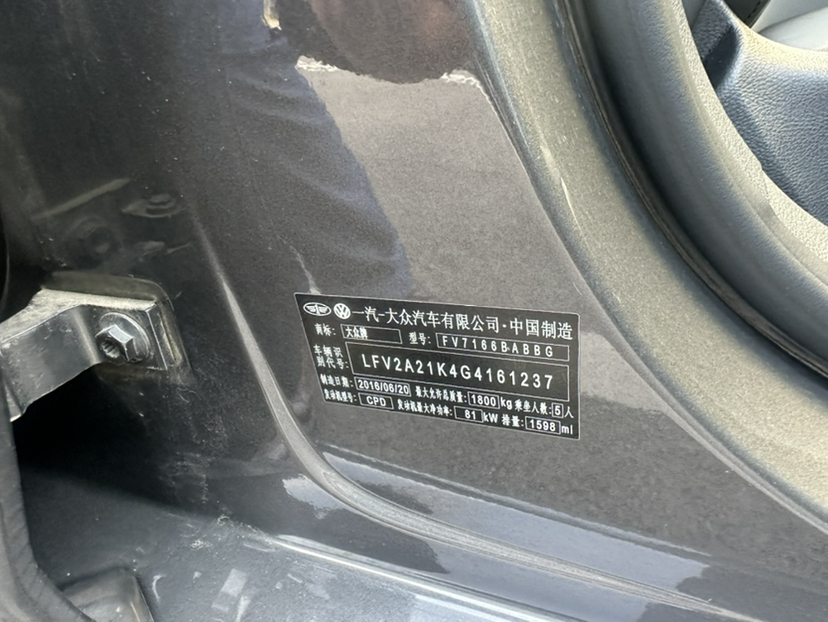 一汽-大众汽车有限公司·中国制造
商标: 大众牌 型号: FV7166BABBG
车辆识别代号: LFV2A21K4G4161237
制造日期: 2016/06/20 最大允许总质量: 1800 kg 乘坐人数: 5 人
发动机型号: CPD 发动机最大净功率: 81 kW 排量: 1598 ml